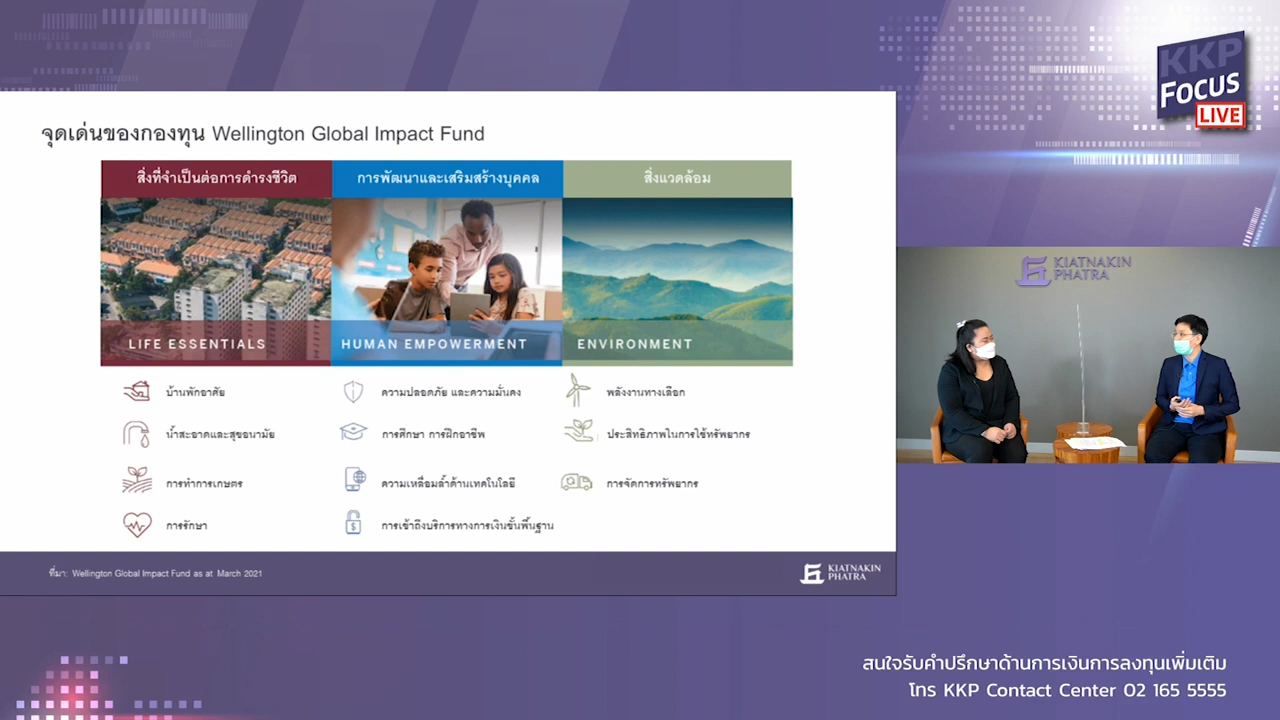 KKP
FOCUS
LIVE
จุดเด่นของกองทุน Wellington Global Impact Fund
สิ่งที่จำเป็นต่อการดำรงชีวิต
การพัฒนาและเสริมสร้างบุคคล
สิ่งแวดล้อม
LIFE ESSENTIALS
HUMAN EMPOWERMENT
ENVIRONMENT
บ้านพักอาศัย
ความปลอดภัย และความมั่นคง
พลังงานทางเลือก
น้ำสะอาดและสุขอนามัย
การศึกษา การฝึกอาชีพ
ประสิทธิภาพในการใช้ทรัพยากร
การทำการเกษตร
ความเหลื่อมล้ำด้านเทคโนโลยี
การจัดการทรัพยากร
การรักษา
การเข้าถึงบริการทางการเงินขั้นพื้นฐาน
ที่มา: Wellington Global Impact Fund as at March 2021
KIATNAKIN
PHATRA
KIATNAKIN
PHATRA
สนใจรับคำปรึกษาด้านการเงินการลงทุนเพิ่มเติม
โทร KKP Contact Center 02 165 5555